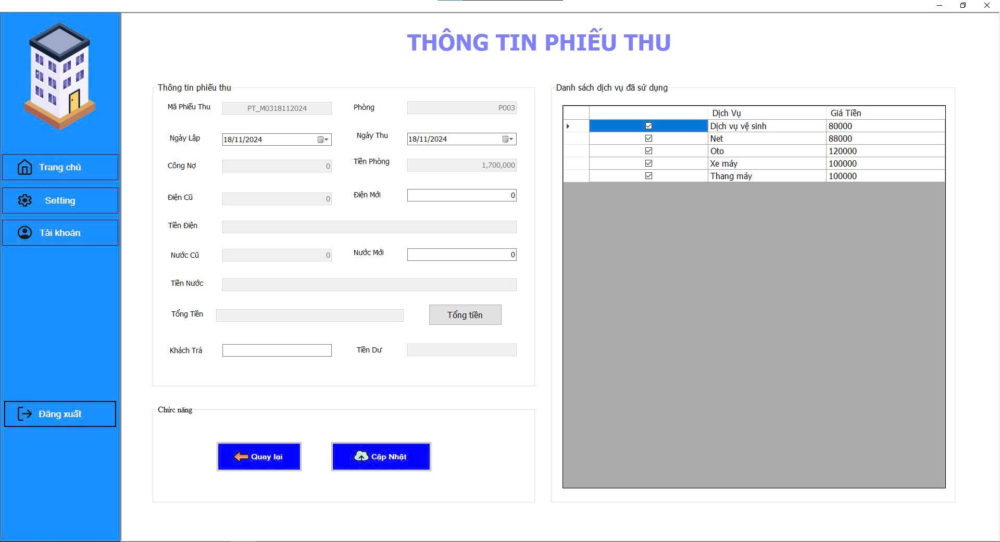 THÔNG TIN PHIẾU THU
Trang chủ
Setting
Tài khoản
Đăng xuất
Thông tin phiếu thu
Mã Phiếu Thu PT_M0318112024 Phòng P003
Ngày Lập 18/11/2024 Ngày Thu 18/11/2024
Công Nợ 0 Tiền Phòng 1,700,000
Điện Cũ 0 Điện Mới 0
Tiền Điện
Nước Cũ 0 Nước Mới 0
Tiền Nước
Tổng Tiền Tổng tiền
Khách Trả Tiền Dư
Chức năng
Quay lại Cập Nhật
Danh sách dịch vụ đã sử dụng
Dịch Vụ Giá Tiền
Dịch vụ vệ sinh 80000
Net 88000
Oto 120000
Xe máy 100000
Thang máy 100000